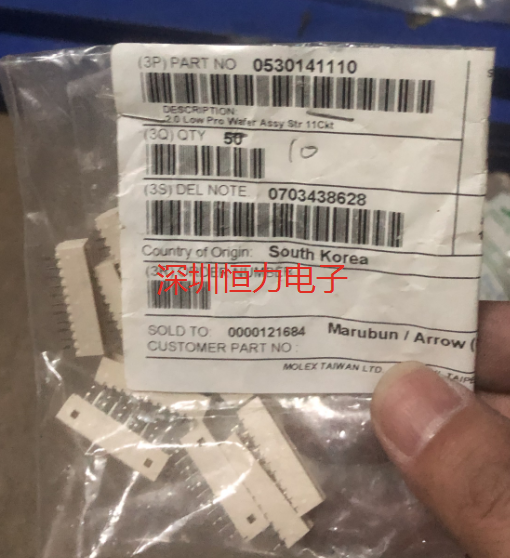 (3P) PART NO 0530141110
DESCRIPTION:
2.0 Low Pro Wafer Assy Str 11Ckt
(3Q) QTY 50 10
(3S) DEL NOTE 0703438628
Country of Origin: South Korea
ORDER NUMBER
深圳恒力电子
SOLD TO: 0000121684 Marubun / Arrow (
CUSTOMER PART NO :
MOLEX TAIWAN LTD.